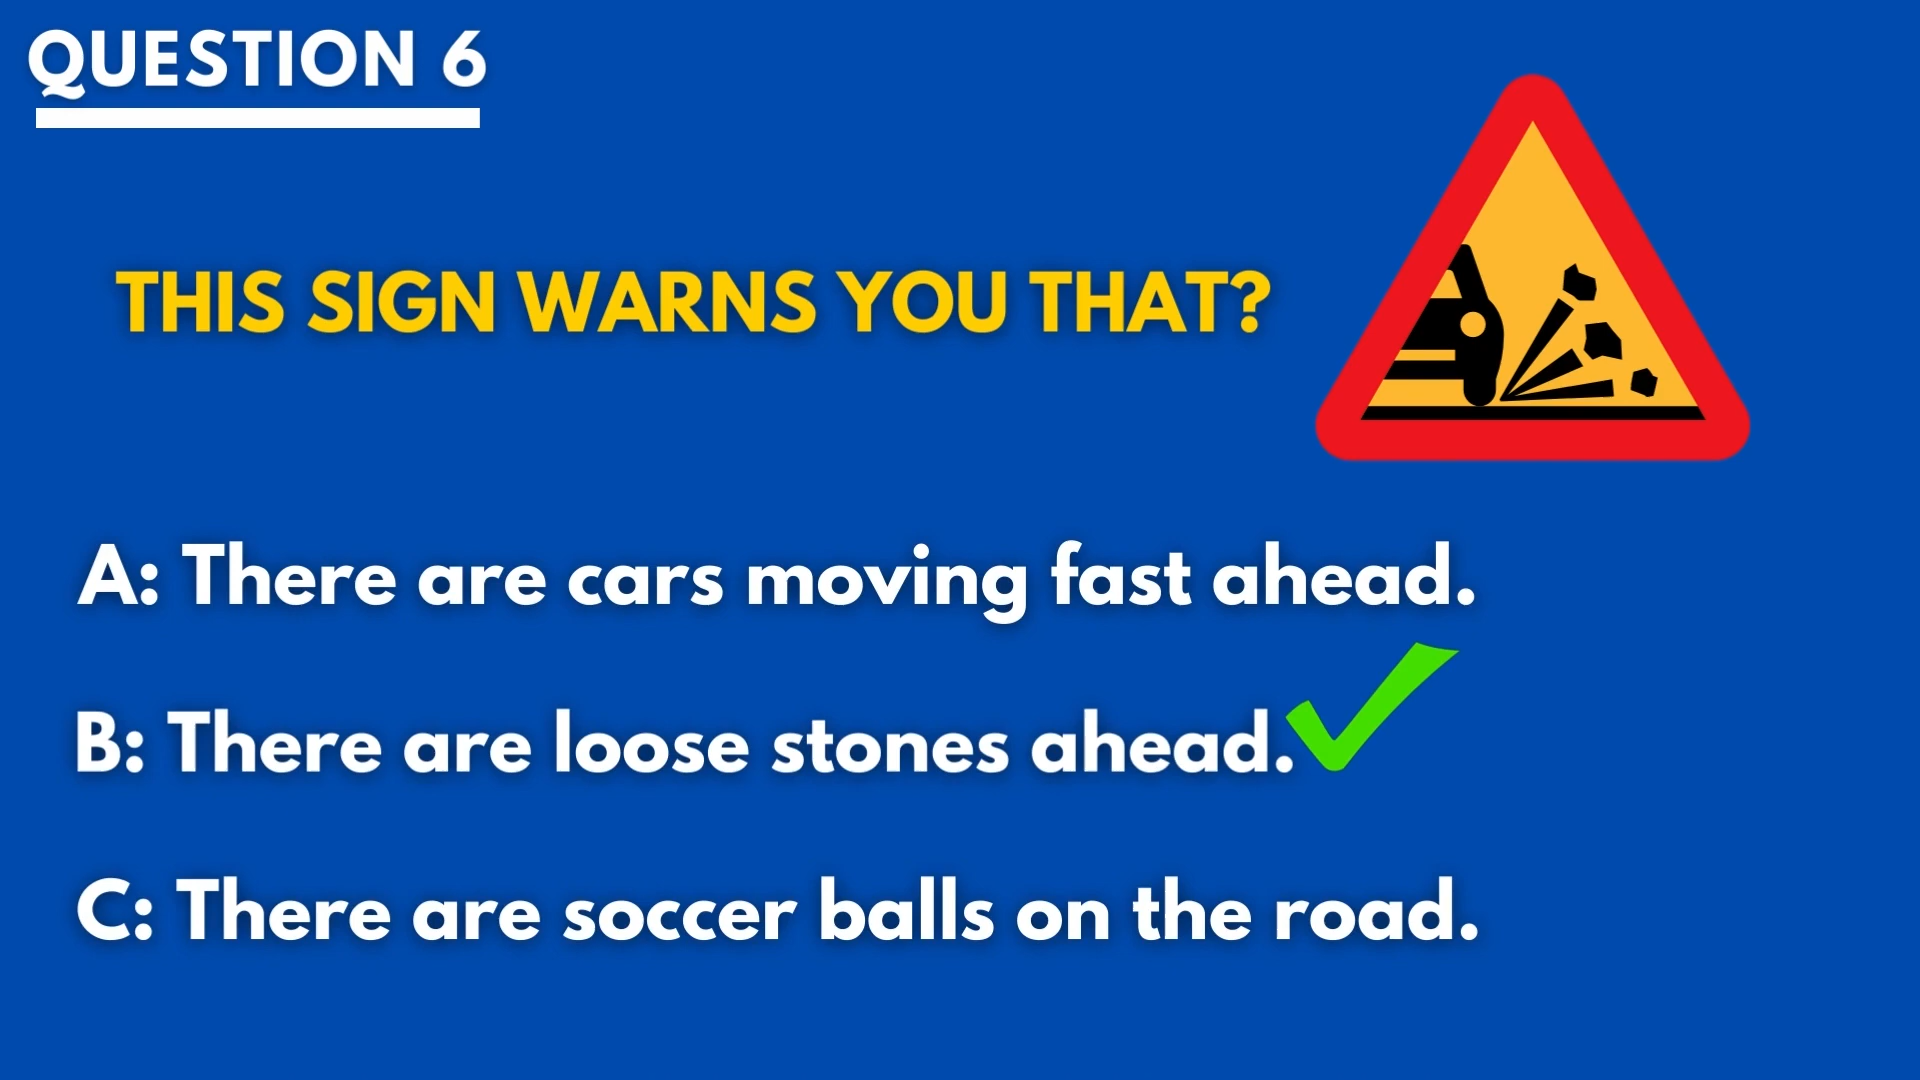 QUESTION 6
THIS SIGN WARNS YOU THAT?
A: There are cars moving fast ahead.
B: There are loose stones ahead.
C: There are soccer balls on the road.